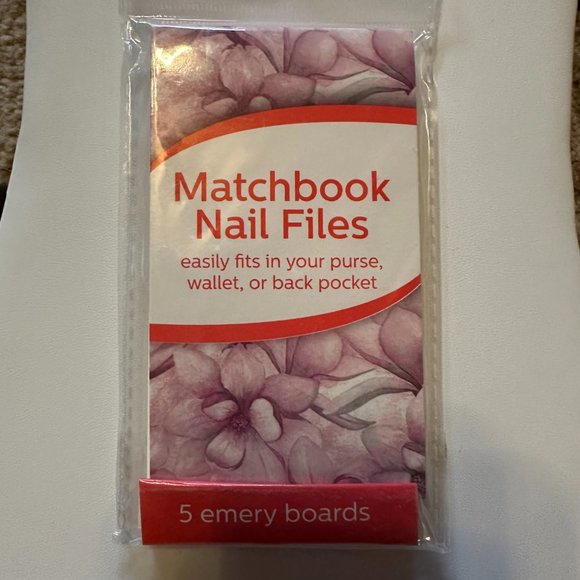 Matchbook
Nail Files
easily fits in your purse,
wallet, or back pocket
5 emery boards